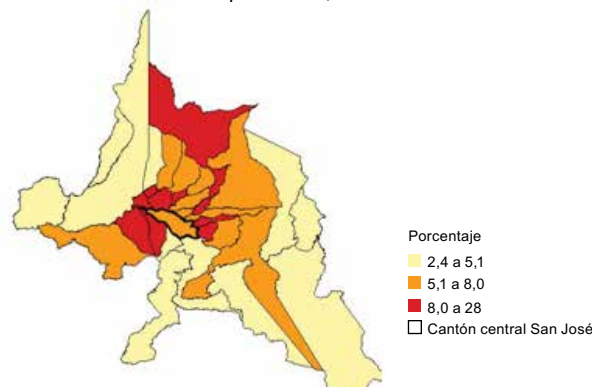 Porcentaje
2,4 a 5,1
5,1 a 8,0
8,0 a 28
Cantón central San José